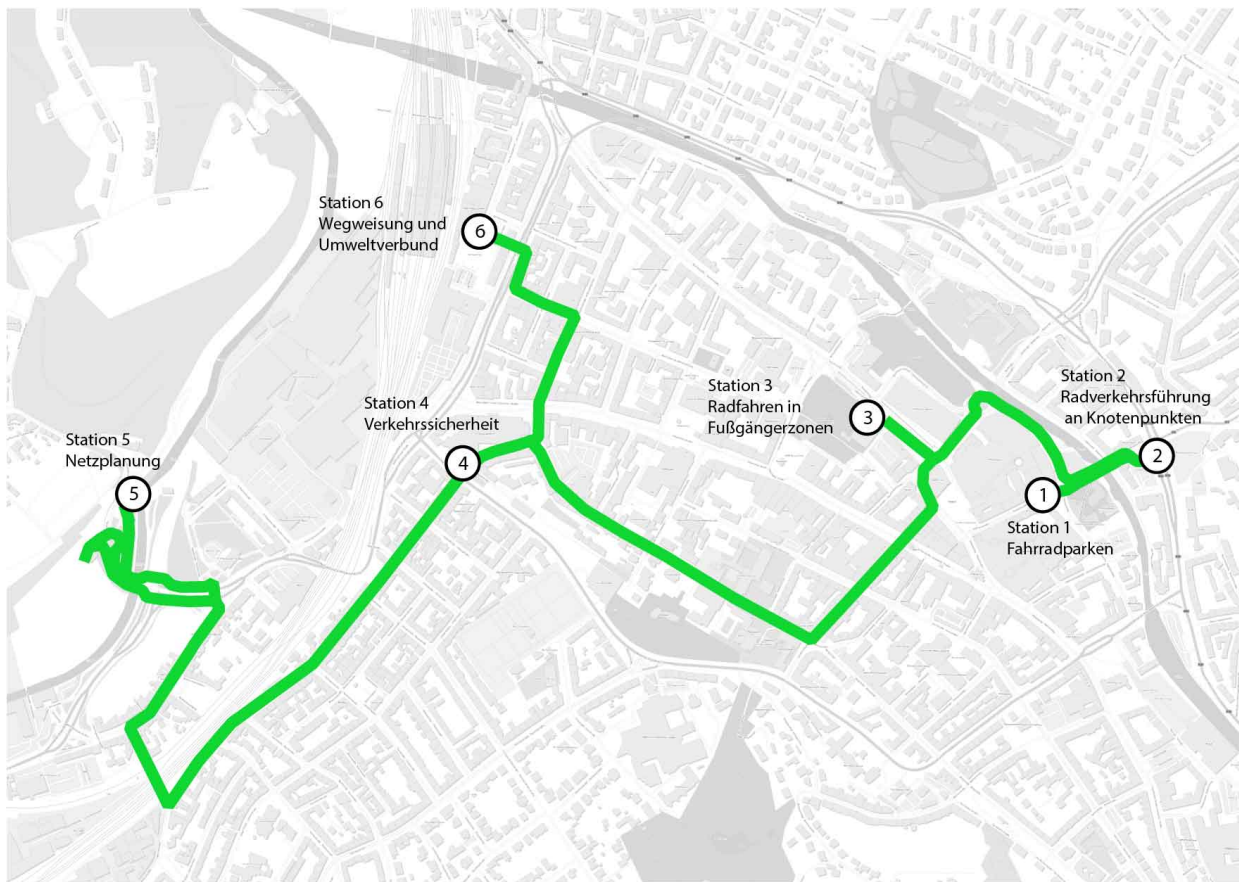 Station 6
Wegweisung und
Umweltverbund
6
Station 3
Radfahren in
Fußgängerzonen
3
Station 2
Radverkehrsführung
an Knotenpunkten
2
Station 4
Verkehrssicherheit
4
Station 5
Netzplanung
5
1
Station 1
Fahrradparken